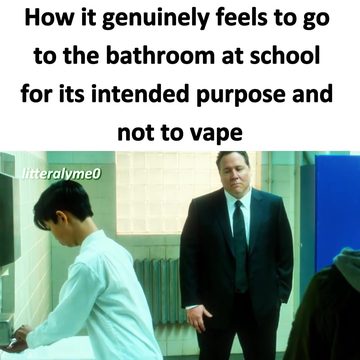 How it genuinely feels to go
to the bathroom at school
for its intended purpose and
not to vape
litteralyme0